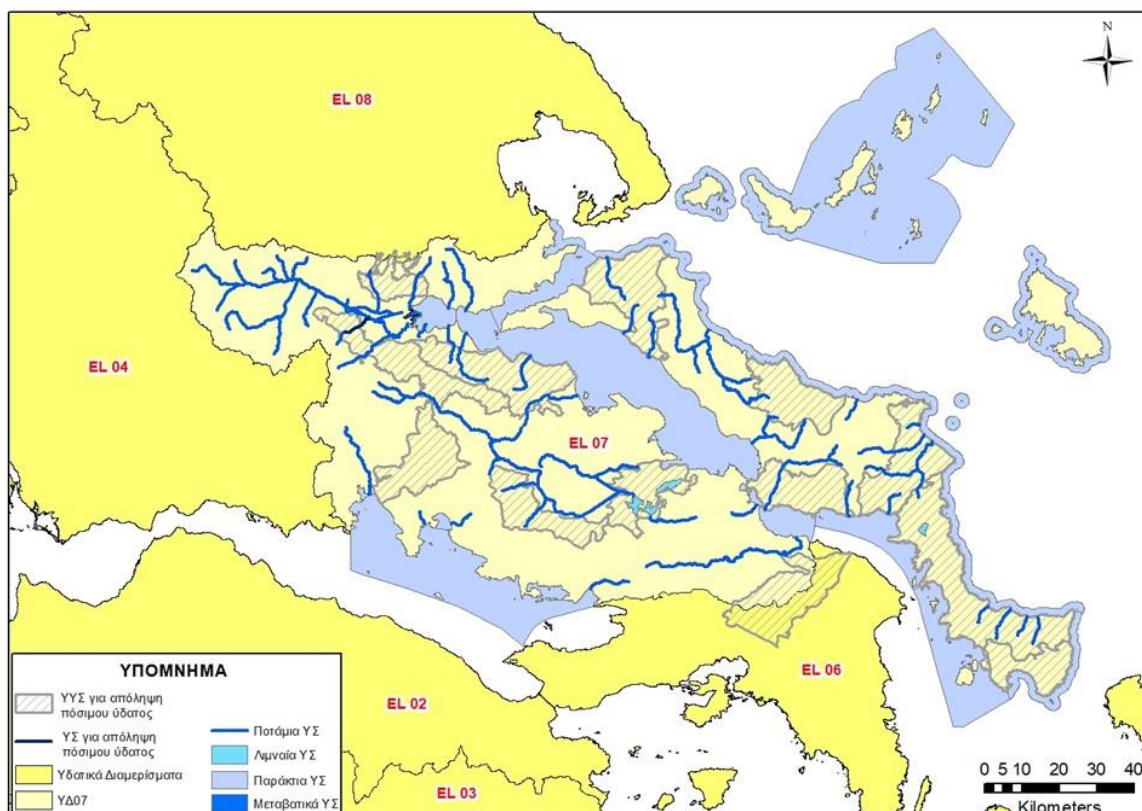 N
EL 08
EL 04
EL 07
EL 06
EL 02
EL 03
ΥΠΟΜΝΗΜΑ
ΥΥΣ για απόληψη
πόσιμου ύδατος
ΥΣ για απόληψη
πόσιμου ύδατος
Υδατικά Διαμερίσματα
ΥΔ07
Ποτάμια ΥΣ
Λιμναία ΥΣ
Παράκτια ΥΣ
Μεταβατικά ΥΣ
0 5 10 20 30 40
Kilometers